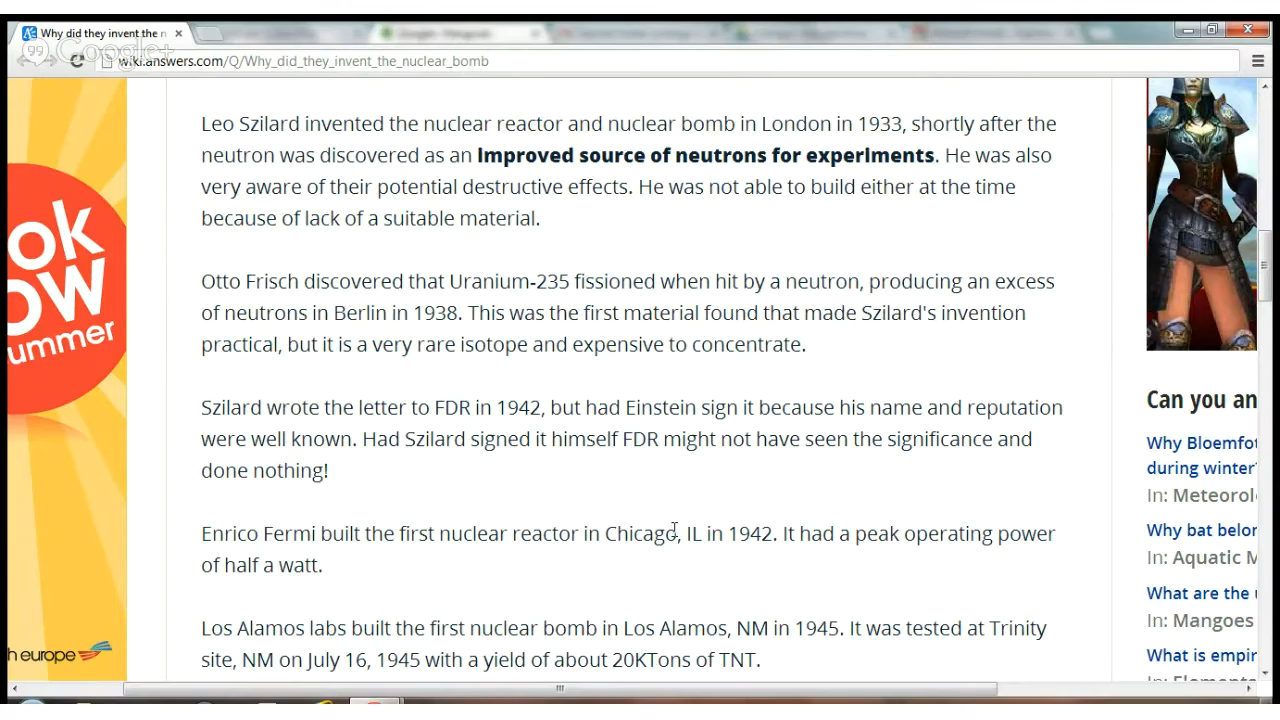 Why did they invent the n
Google+
wiki.answers.com/Q/Why_did_they_invent_the_nuclear_bomb
Leo Szilard invented the nuclear reactor and nuclear bomb in London in 1933, shortly after the
neutron was discovered as an improved source of neutrons for experiments. He was also
very aware of their potential destructive effects. He was not able to build either at the time
because of lack of a suitable material.
Otto Frisch discovered that Uranium-235 fissioned when hit by a neutron, producing an excess
of neutrons in Berlin in 1938. This was the first material found that made Szilard's invention
practical, but it is a very rare isotope and expensive to concentrate.
Szilard wrote the letter to FDR in 1942, but had Einstein sign it because his name and reputation
were well known. Had Szilard signed it himself FDR might not have seen the significance and
done nothing!
Enrico Fermi built the first nuclear reactor in Chicago, IL in 1942. It had a peak operating power
of half a watt.
Los Alamos labs built the first nuclear bomb in Los Alamos, NM in 1945. It was tested at Trinity
site, NM on July 16, 1945 with a yield of about 20KTons of TNT.
ok
ow
ummer
h europe
Can you an
Why Bloemfo
during winter?
In: Meteorol
Why bat belon
In: Aquatic M
What are the u
In: Mangoes
What is empir